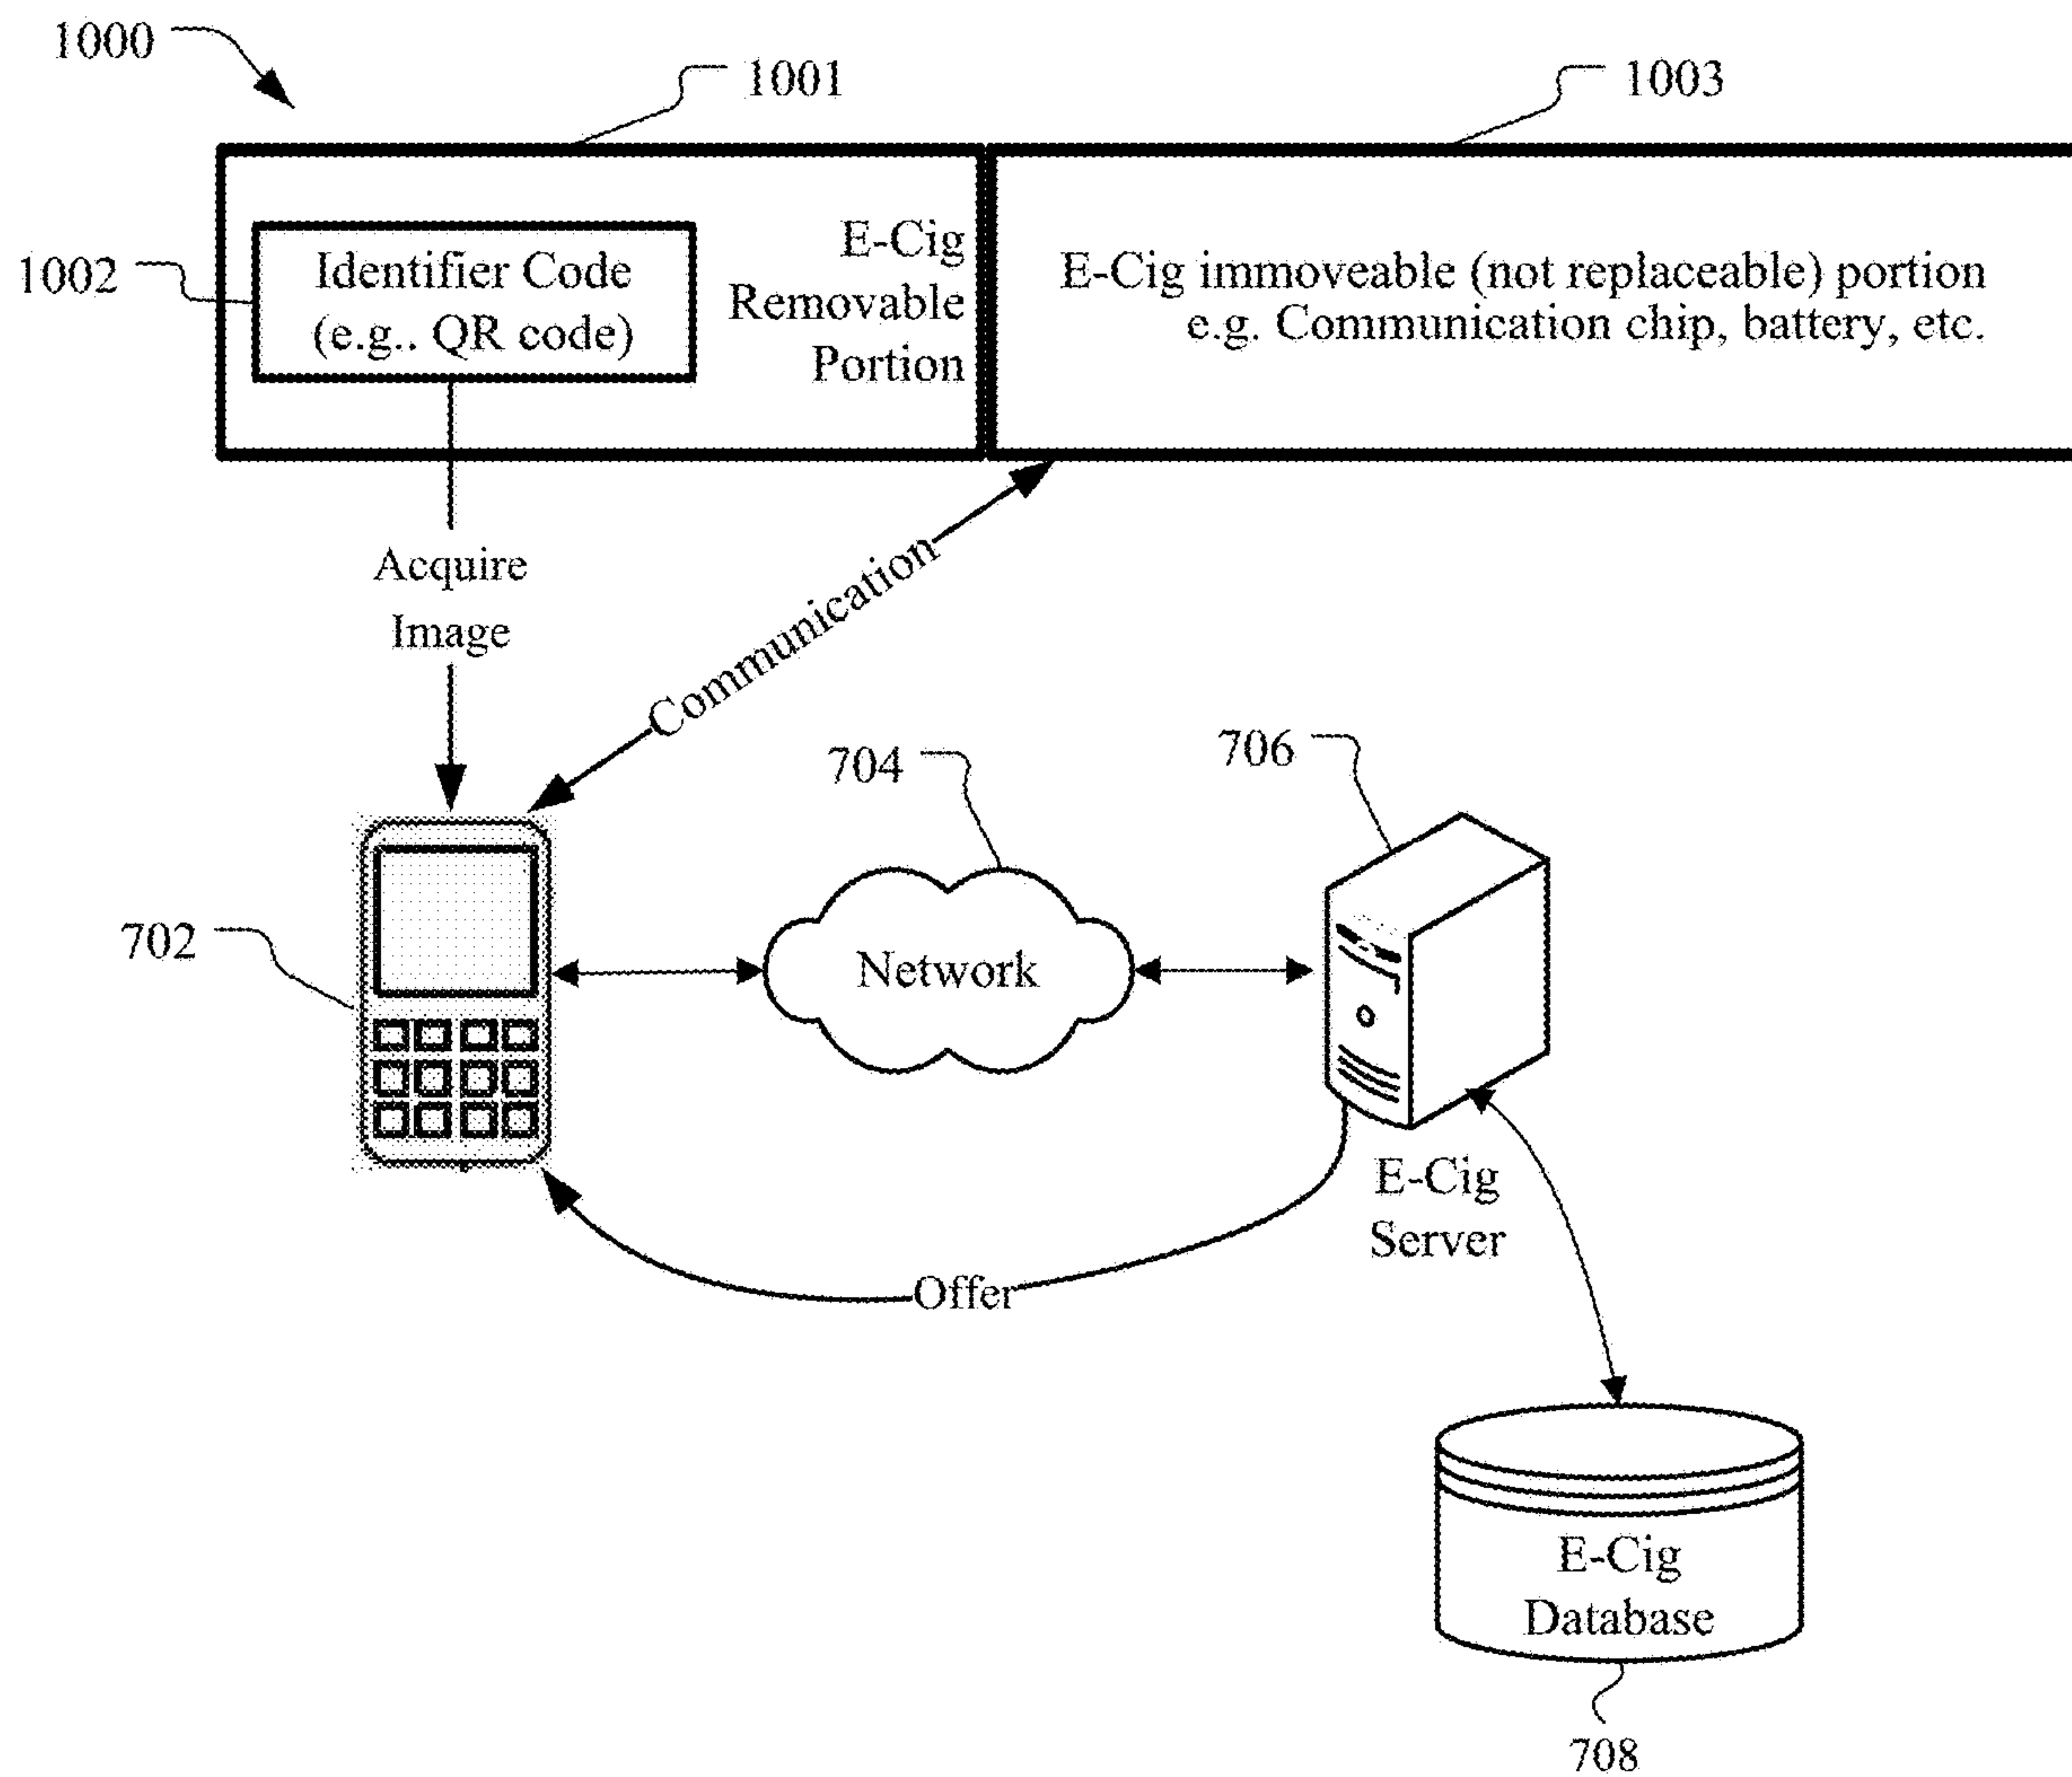 1000
1001
1003
1002
Identifier Code
(e.g.. QR code)
E-Cig
Removable
Portion
E-Cig immoveable (not replaceable) portion
e.g. Communication chip, battery, etc.
Acquire
Image
Communication
704
706
702
Network
E-Cig
Server
Offer
E-Cig
Database
708